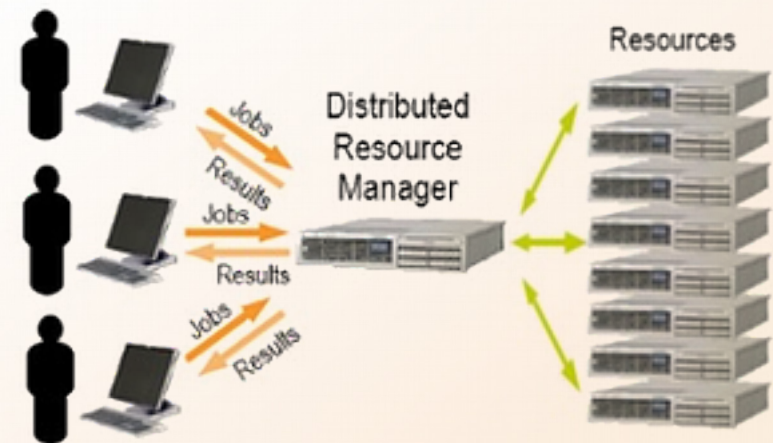 Resources
Distributed
Resource
Manager
Jobs
Results
Jobs
Results
Jobs
Results